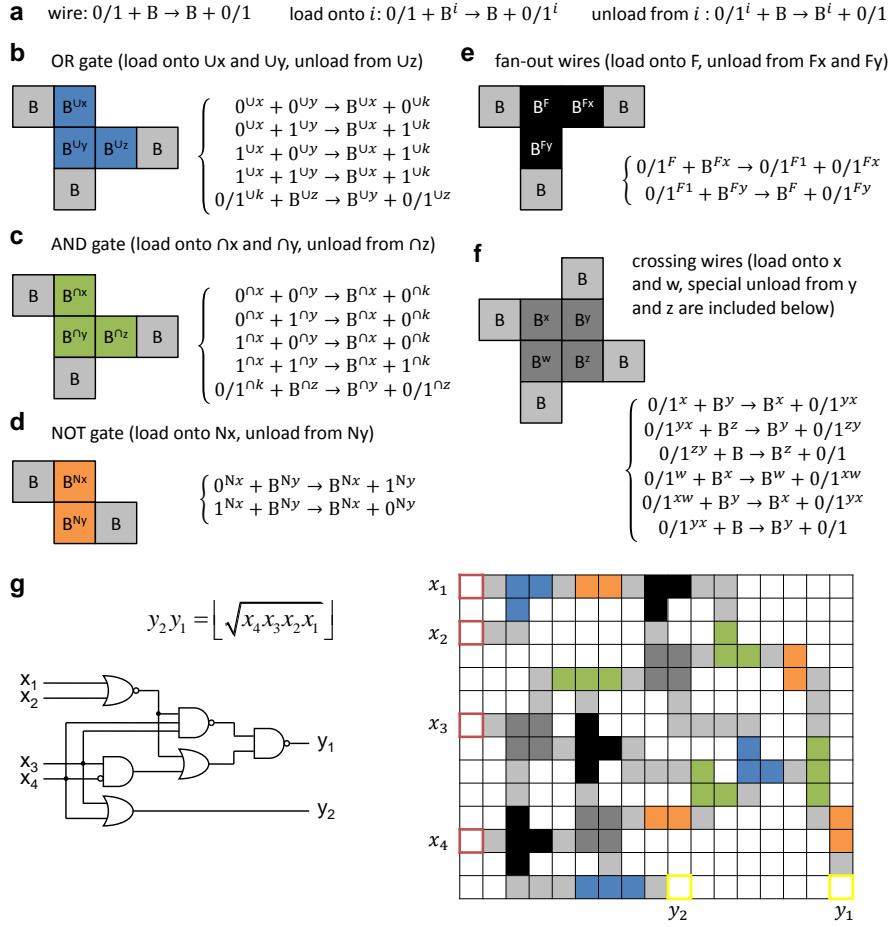 a wire: 0/1 + B → B + 0/1 load onto i: 0/1 + Bⁱ → B + 0/1ⁱ unload from i : 0/1ⁱ + B → Bⁱ + 0/1
b OR gate (load onto ∪x and ∪y, unload from ∪z)
B B^∪x
B^∪y B^∪z B
B
0^∪x + 0^∪y → B^∪x + 0^∪k
0^∪x + 1^∪y → B^∪x + 1^∪k
1^∪x + 0^∪y → B^∪x + 1^∪k
1^∪x + 1^∪y → B^∪x + 1^∪k
0/1^∪k + B^∪z → B^∪y + 0/1^∪z
c AND gate (load onto ∩x and ∩y, unload from ∩z)
B B^∩x
B^∩y B^∩z B
B
0^∩x + 0^∩y → B^∩x + 0^∩k
0^∩x + 1^∩y → B^∩x + 0^∩k
1^∩x + 0^∩y → B^∩x + 0^∩k
1^∩x + 1^∩y → B^∩x + 1^∩k
0/1^∩k + B^∩z → B^∩y + 0/1^∩z
d NOT gate (load onto Nx, unload from Ny)
B B^Nx
B^Ny B
0^Nx + B^Ny → B^Nx + 1^Ny
1^Nx + B^Ny → B^Nx + 0^Ny
e fan-out wires (load onto F, unload from Fx and Fy)
B B^F B^Fx B
B^Fy
B
0/1^F + B^Fx → 0/1^F1 + 0/1^Fx
0/1^F1 + B^Fy → B^F + 0/1^Fy
f crossing wires (load onto x
and w, special unload from y
and z are included below)
B
B B^x B^y
B^w B^z B
B
0/1^x + B^y → B^x + 0/1^yx
0/1^yx + B^z → B^y + 0/1^zy
0/1^zy + B → B^z + 0/1
0/1^w + B^x → B^w + 0/1^xw
0/1^xw + B^y → B^x + 0/1^yx
0/1^yx + B → B^y + 0/1
g y₂y₁ = ⌊√x₄x₃x₂x₁⌋
x₁
x₂
x₃
x₄
y₁
y₂
x₁
x₂
x₃
x₄
y₂ y₁